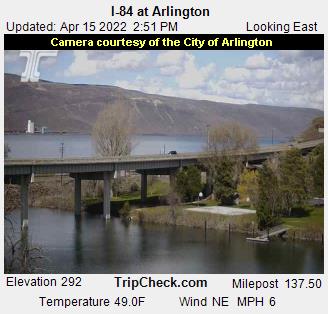 I-84 at Arlington
Updated: Apr 15 2022 2:51 PM Looking East
Camera courtesy of the City of Arlington
Elevation 292 TripCheck.com Milepost 137.50
Temperature 49.0F Wind NE MPH 6